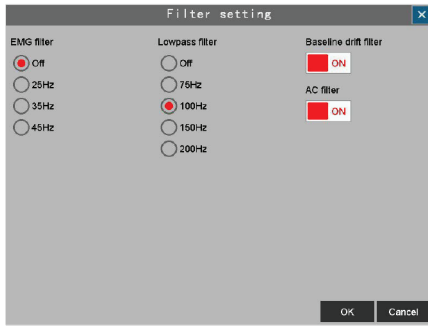 Filter setting
EMG filter
Off
25Hz
35Hz
45Hz
Lowpass filter
Off
75Hz
100Hz
150Hz
200Hz
Baseline drift filter
ON
AC filter
ON
OK
Cancel